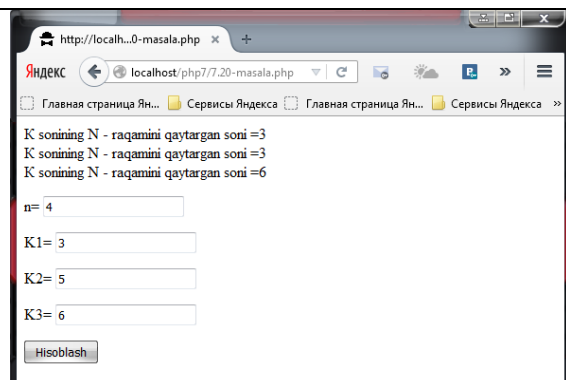 http://localh...0-masala.php × +
Яндекс localhost/php7/7.20-masala.php
Главная страница Ян... Сервисы Яндекса Главная страница Ян... Сервисы Яндекса »
K sonining N - raqamini qaytargan soni =3
K sonining N - raqamini qaytargan soni =3
K sonining N - raqamini qaytargan soni =6
n= 4
K1= 3
K2= 5
K3= 6
Hisoblash